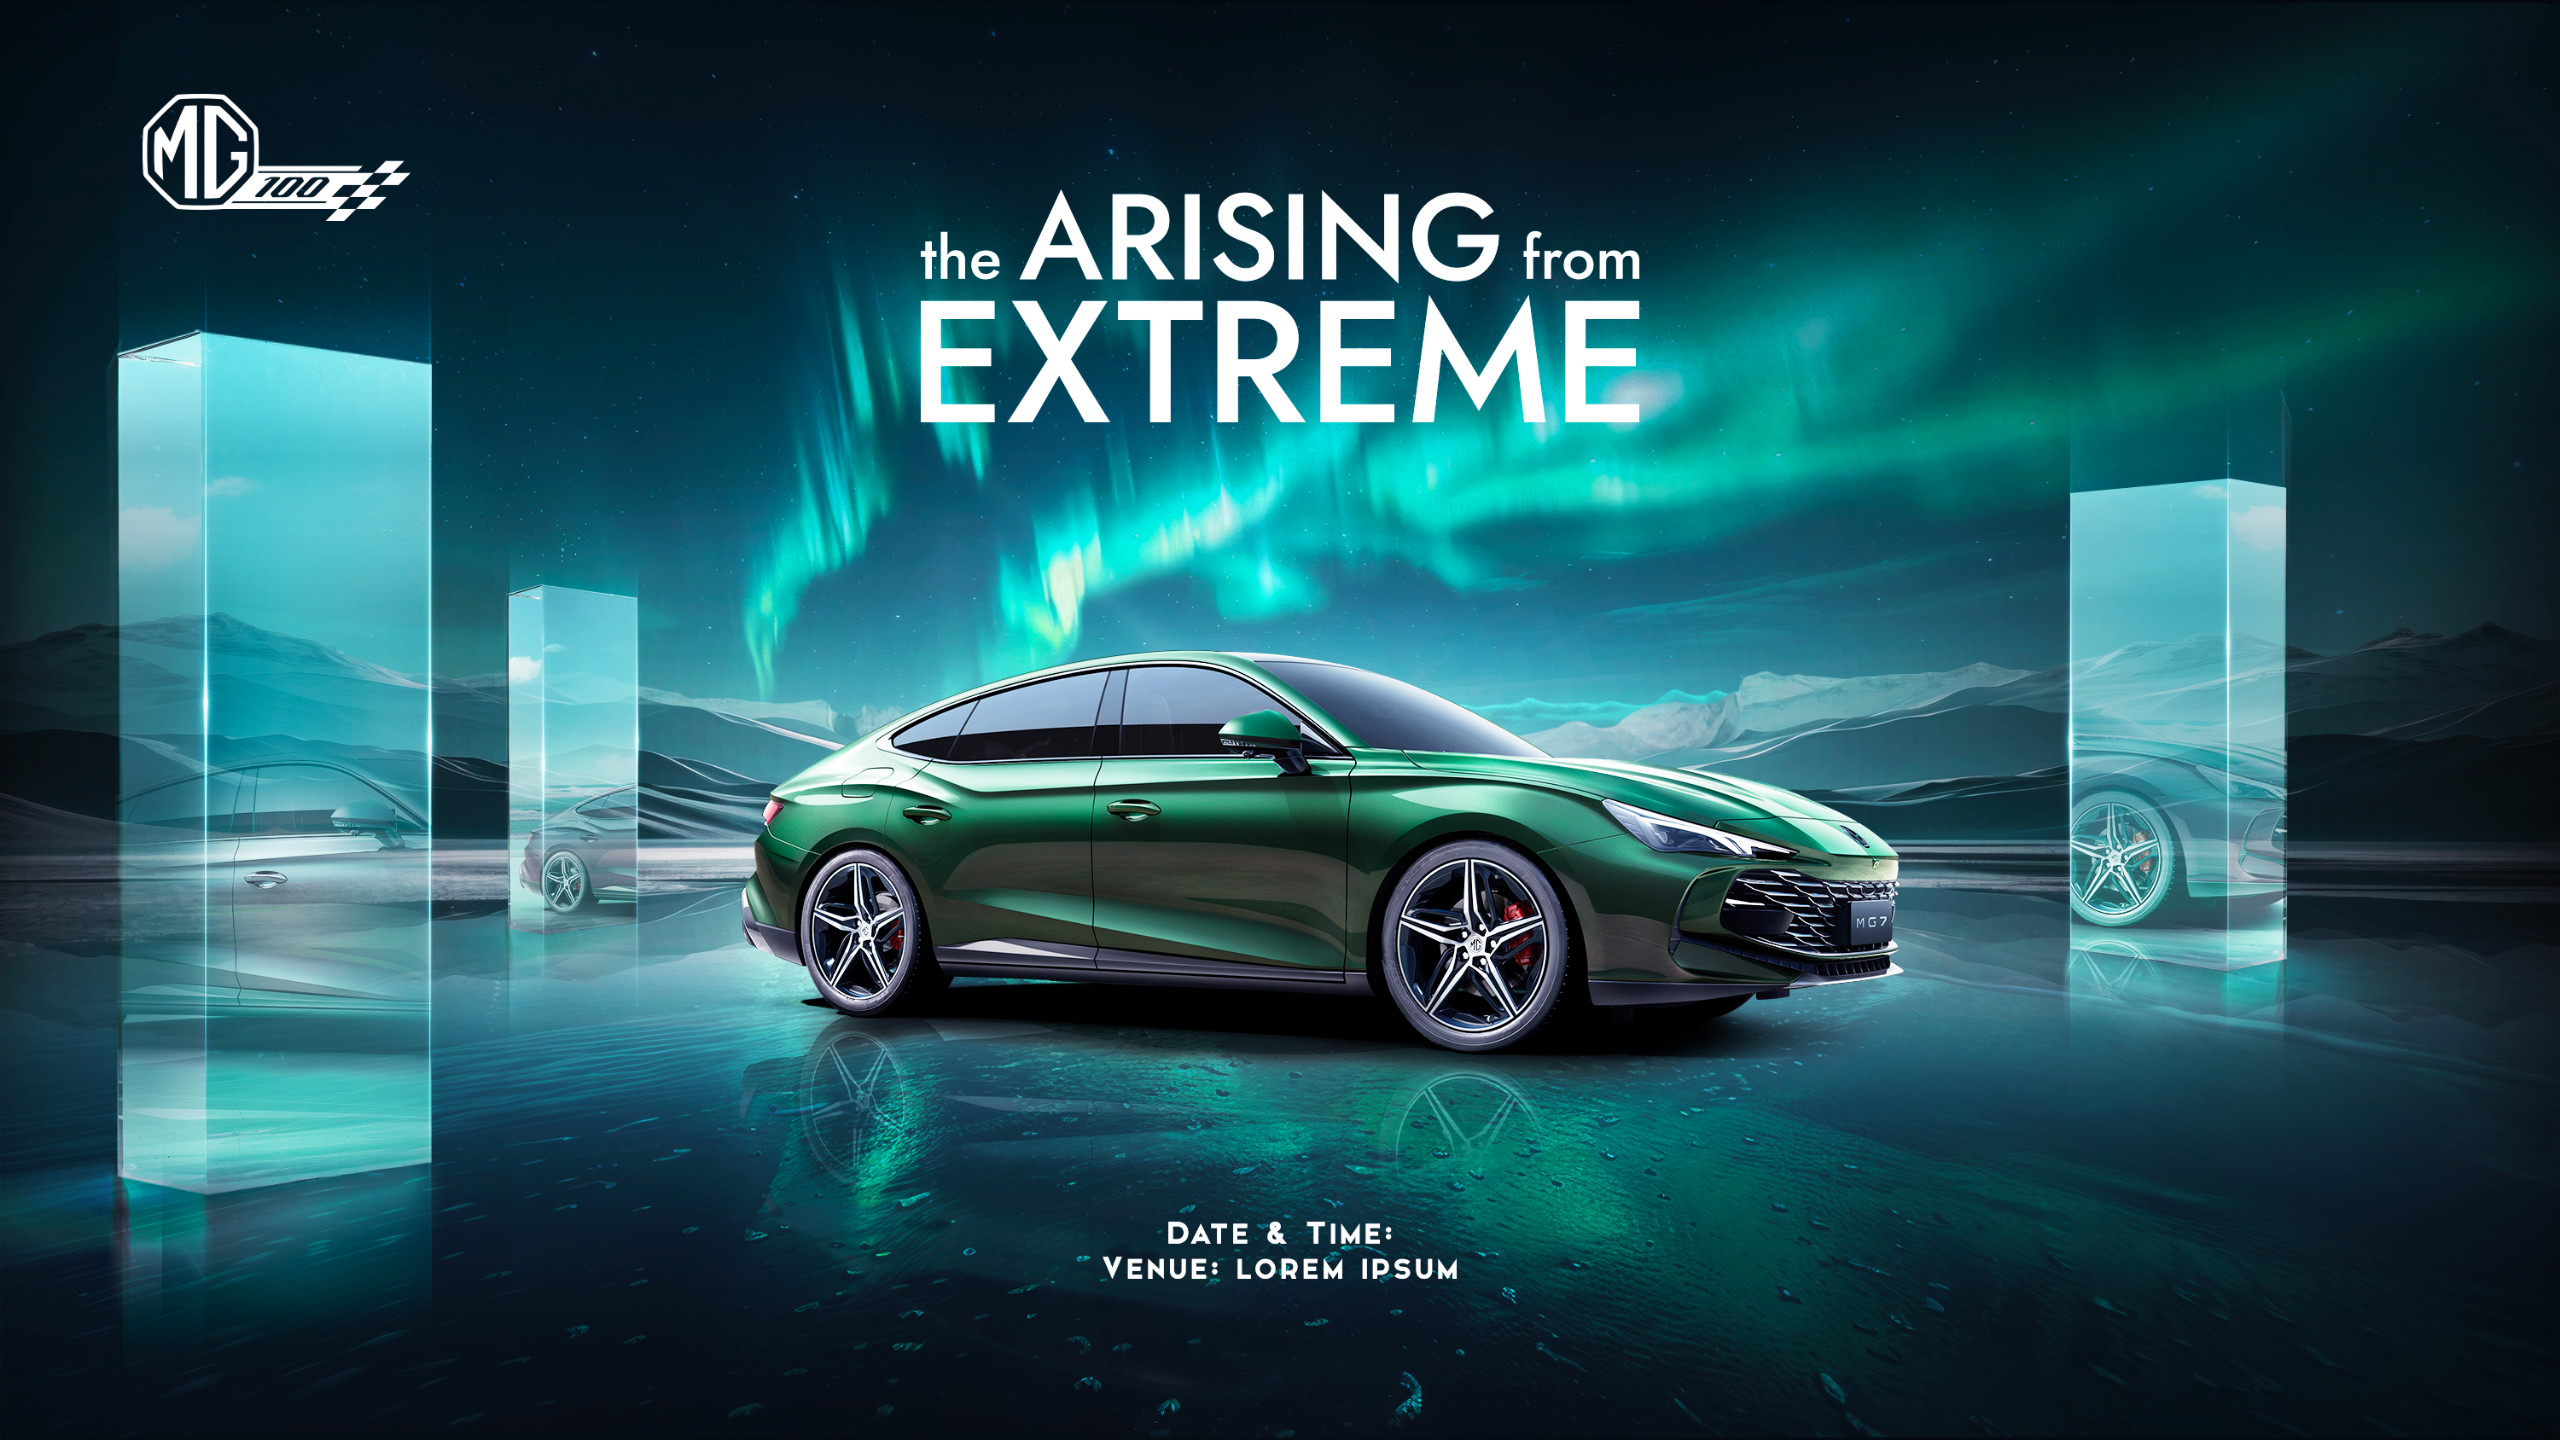 MG
100
the ARISING from
EXTREME
MG7
DATE & TIME:
VENUE: LOREM IPSUM